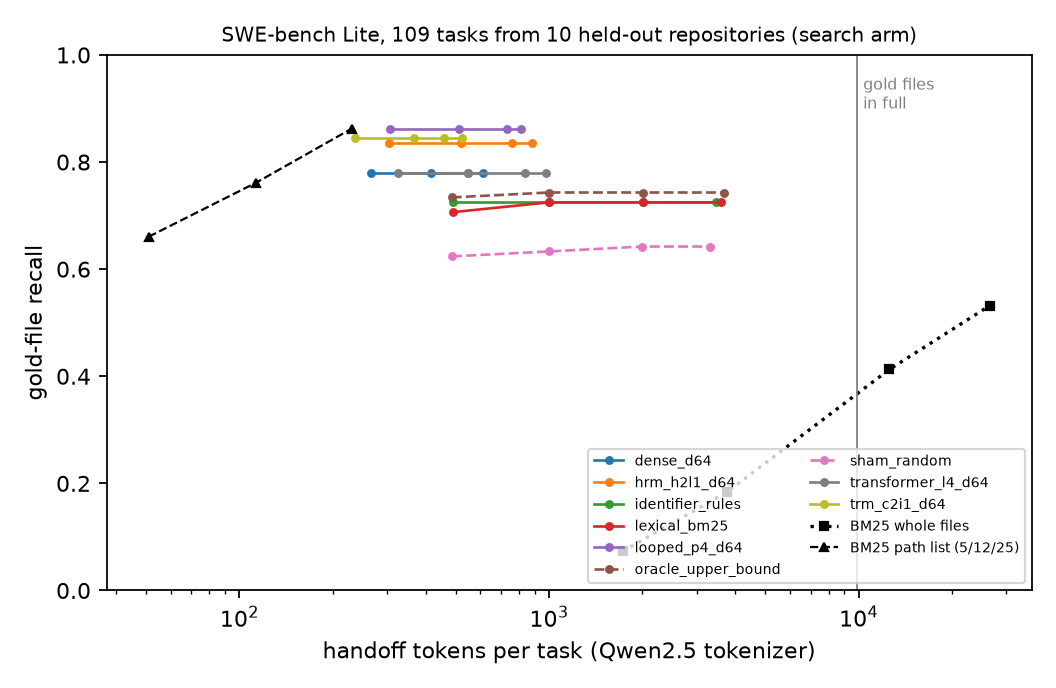 SWE-bench Lite, 109 tasks from 10 held-out repositories (search arm)
1.0
0.8
0.6
0.4
0.2
0.0
gold-file recall
gold files
in full
dense_d64
hrm_h2l1_d64
identifier_rules
lexical_bm25
looped_p4_d64
oracle_upper_bound
sham_random
transformer_l4_d64
trm_c2i1_d64
BM25 whole files
BM25 path list (5/12/25)
10²
10³
10⁴
handoff tokens per task (Qwen2.5 tokenizer)